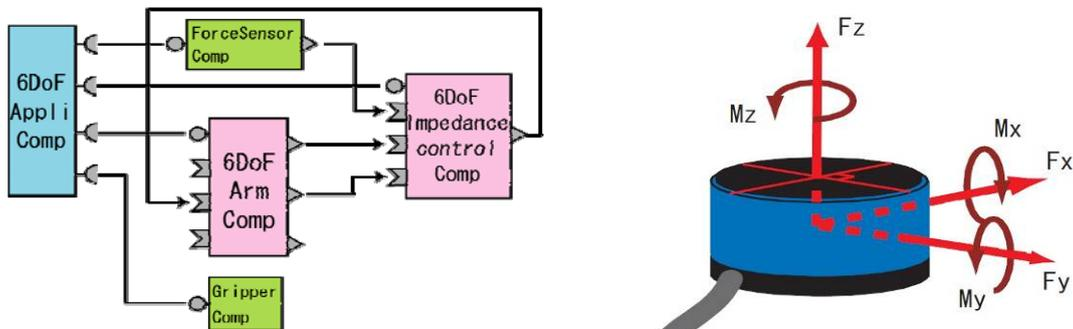 6DoF
Appli
Comp
ForceSensor
Comp
6DoF
Impedance
control
Comp
6DoF
Arm
Comp
Gripper
Comp
Fz
Mz
Mx
Fx
My
Fy